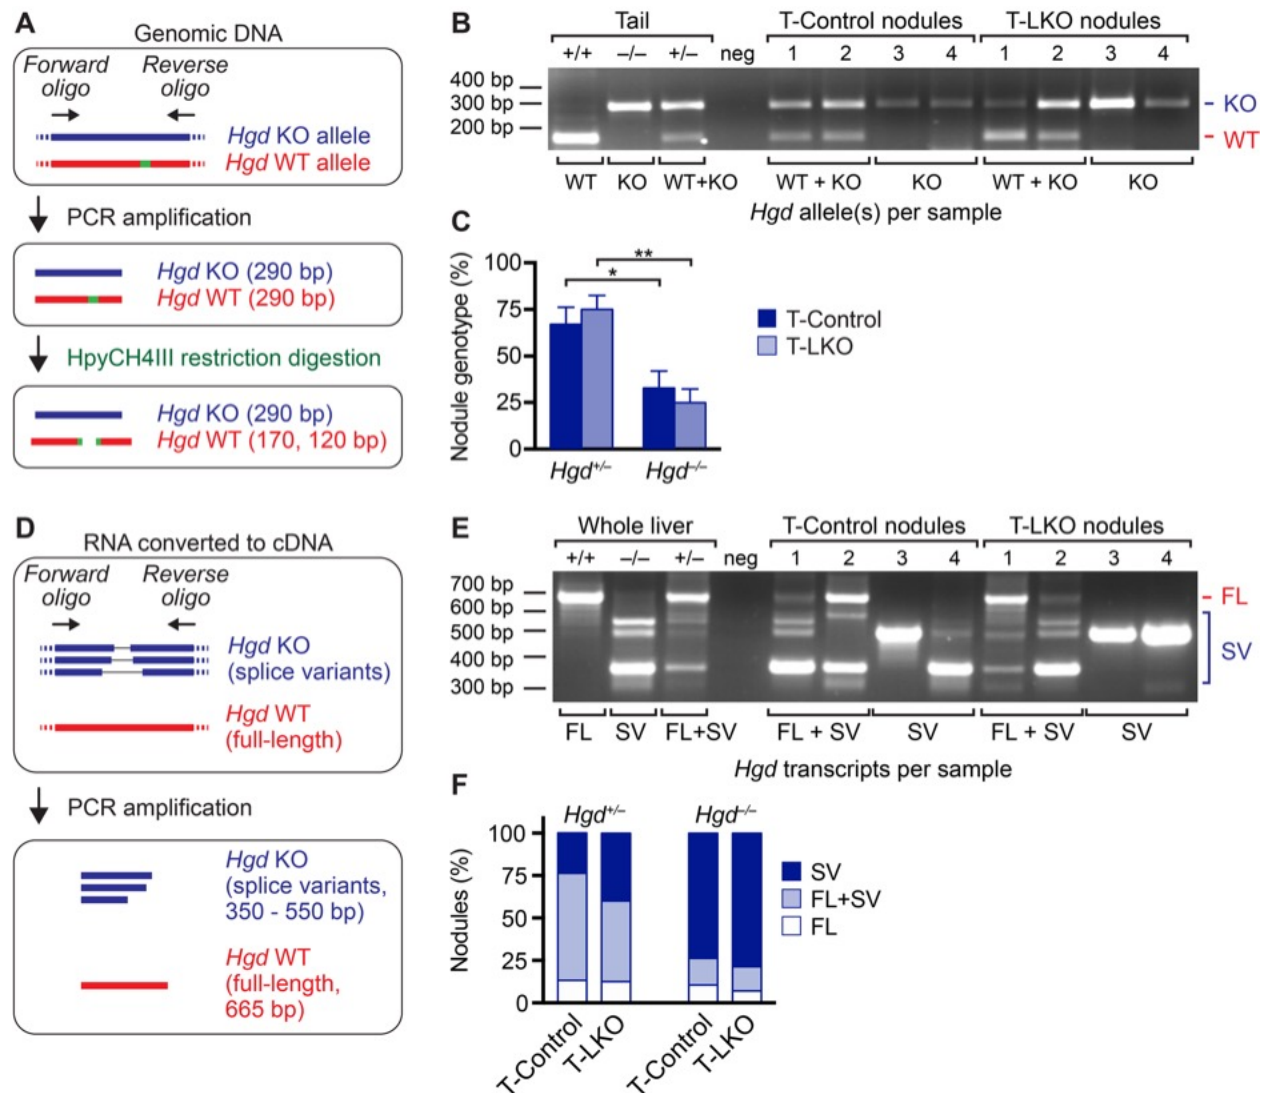 A
Genomic DNA
Forward oligo
Reverse oligo
Hgd KO allele
Hgd WT allele
PCR amplification
Hgd KO (290 bp)
Hgd WT (290 bp)
HpyCH4III restriction digestion
Hgd KO (290 bp)
Hgd WT (170, 120 bp)
B
Tail
T-Control nodules
T-LKO nodules
+/+ –/– +/– neg 1 2 3 4 1 2 3 4
400 bp
300 bp
200 bp
KO
WT
WT KO WT+KO WT + KO KO WT + KO KO
Hgd allele(s) per sample
C
Nodule genotype (%)
100
75
50
25
0
*
**
Hgd+/–
Hgd–/–
T-Control
T-LKO
D
RNA converted to cDNA
Forward oligo
Reverse oligo
Hgd KO
(splice variants)
Hgd WT
(full-length)
PCR amplification
Hgd KO
(splice variants,
350 - 550 bp)
Hgd WT
(full-length,
665 bp)
E
Whole liver
T-Control nodules
T-LKO nodules
+/+ –/– +/– neg 1 2 3 4 1 2 3 4
700 bp
600 bp
500 bp
400 bp
300 bp
FL
SV
FL SV FL+SV FL + SV SV FL + SV SV
Hgd transcripts per sample
F
Hgd+/–
Hgd–/–
Nodules (%)
100
75
50
25
0
T-Control
T-LKO
T-Control
T-LKO
SV
FL+SV
FL